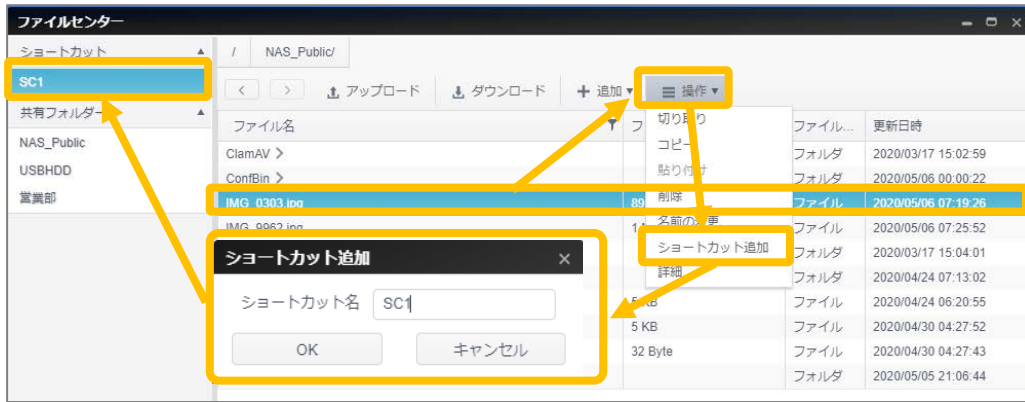 ファイルセンター
ショートカット
SC1
共有フォルダー
NAS_Public
USBHDD
営業部
/ NAS_Public/
< > アップロード ダウンロード + 追加 ▼ 操作 ▼
ファイル名 フ ファイル... 更新日時
ClamAV > フォルダ 2020/03/17 15:02:59
ConfBin > フォルダ 2020/05/06 00:00:22
IMG_0303.jpg 89 ファイル 2020/05/06 07:19:26
IMG_9962.jpg 1 ファイル 2020/05/06 07:25:52
フォルダ 2020/03/17 15:04:01
フォルダ 2020/04/24 07:13:02
KB ファイル 2020/04/24 06:20:55
5 KB ファイル 2020/04/30 04:27:52
32 Byte ファイル 2020/04/30 04:27:43
フォルダ 2020/05/05 21:06:44
切り取り
コピー
貼り付け
削除
名前の変更
ショートカット追加
詳細
ショートカット追加 ×
ショートカット名 SC1
OK キャンセル